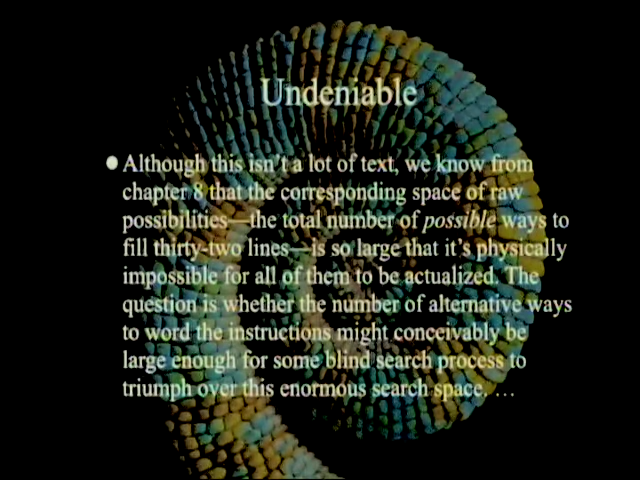 Undeniable
● Although this isn't a lot of text, we know from
chapter 8 that the corresponding space of raw
possibilities—the total number of possible ways to
fill thirty-two lines—is so large that it's physically
impossible for all of them to be actualized. The
question is whether the number of alternative ways
to word the instructions might conceivably be
large enough for some blind search process to
triumph over this enormous search space. …